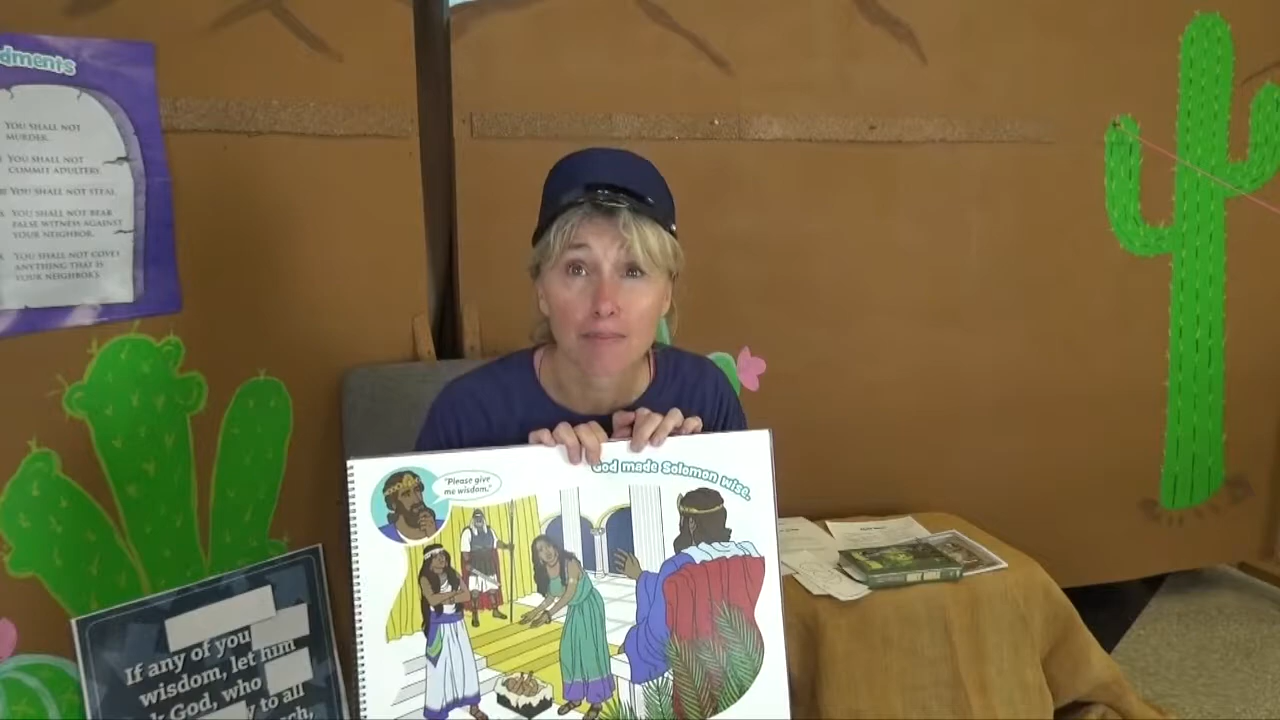 YOU SHALL NOT
MURDER.
YOU SHALL NOT
COMMIT ADULTERY.
YOU SHALL NOT STEAL.
YOU SHALL NOT BEAR
FALSE WITNESS AGAINST
YOUR NEIGHBOR.
YOU SHALL NOT COVET
ANYTHING THAT IS
YOUR NEIGHBOR'S
God made Solomon wise.
"Please give
me wisdom."
If any of you
wisdom, let him
God, who
to all